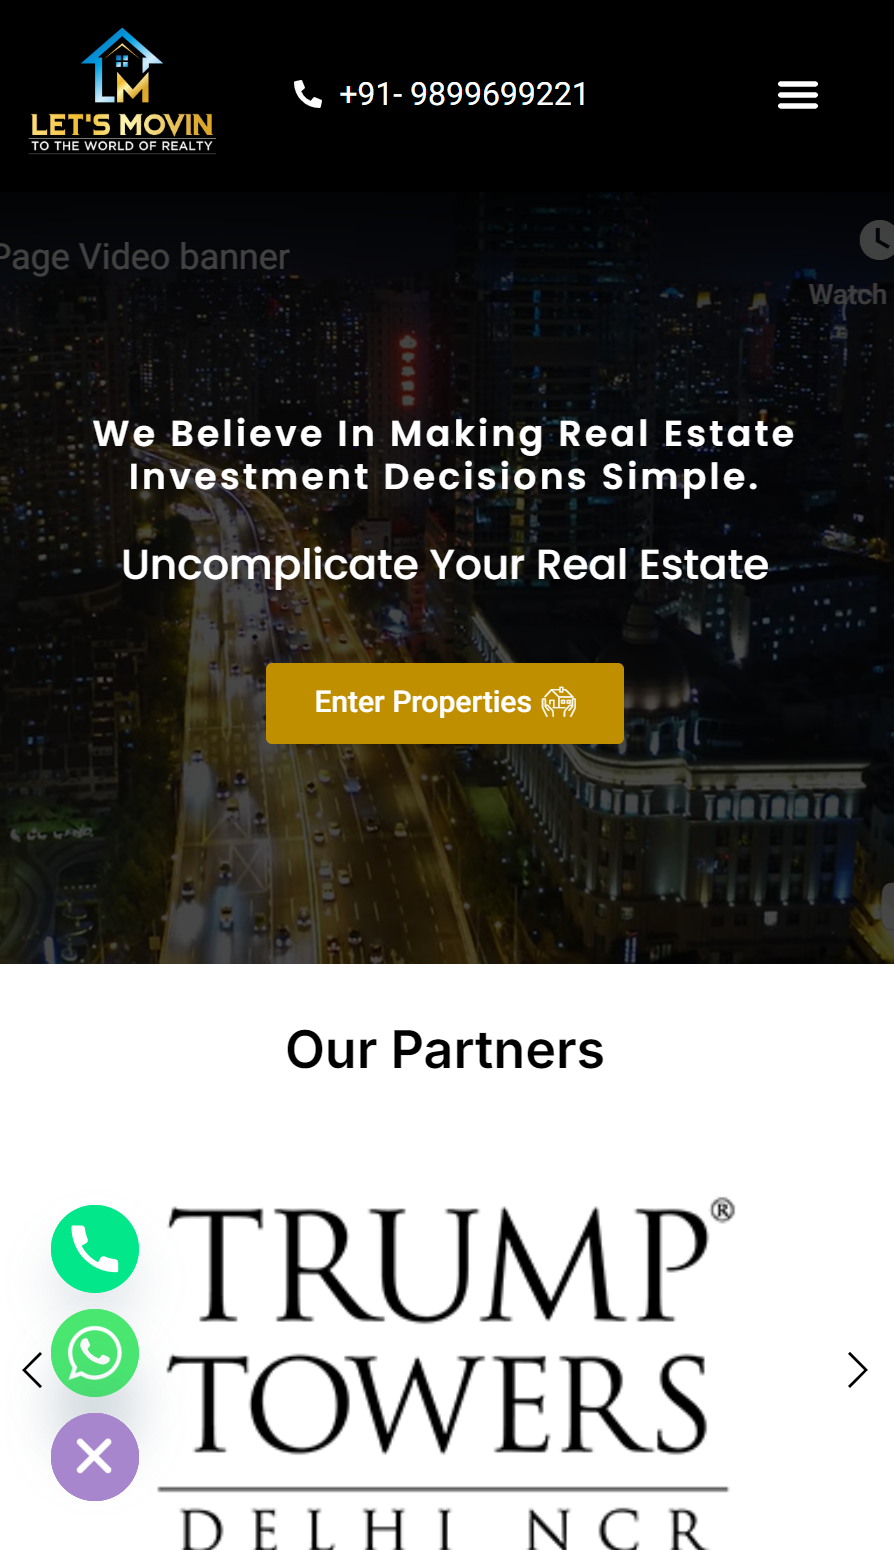 LM
LET'S MOVIN
TO THE WORLD OF REALTY
+91- 9899699221
Page Video banner
Watch
We Believe In Making Real Estate
Investment Decisions Simple.
Uncomplicate Your Real Estate
Enter Properties
Our Partners
TRUMP®
TOWERS
DELHI NCR